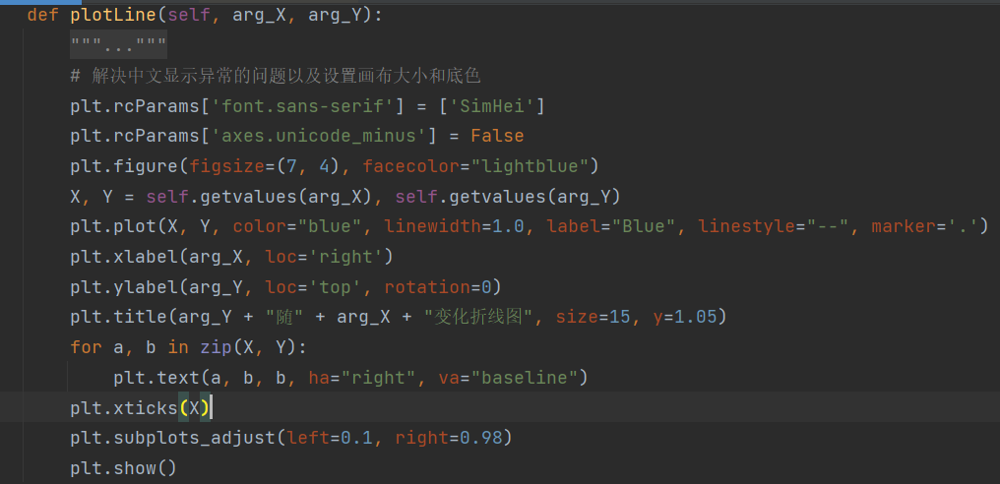 def plotLine(self, arg_X, arg_Y):
"""..."""
# 解决中文显示异常的问题以及设置画布大小和底色
plt.rcParams['font.sans-serif'] = ['SimHei']
plt.rcParams['axes.unicode_minus'] = False
plt.figure(figsize=(7, 4), facecolor="lightblue")
X, Y = self.getvalues(arg_X), self.getvalues(arg_Y)
plt.plot(X, Y, color="blue", linewidth=1.0, label="Blue", linestyle="--", marker='.')
plt.xlabel(arg_X, loc='right')
plt.ylabel(arg_Y, loc='top', rotation=0)
plt.title(arg_Y + "随" + arg_X + "变化折线图", size=15, y=1.05)
for a, b in zip(X, Y):
plt.text(a, b, b, ha="right", va="baseline")
plt.xticks(X)
plt.subplots_adjust(left=0.1, right=0.98)
plt.show()